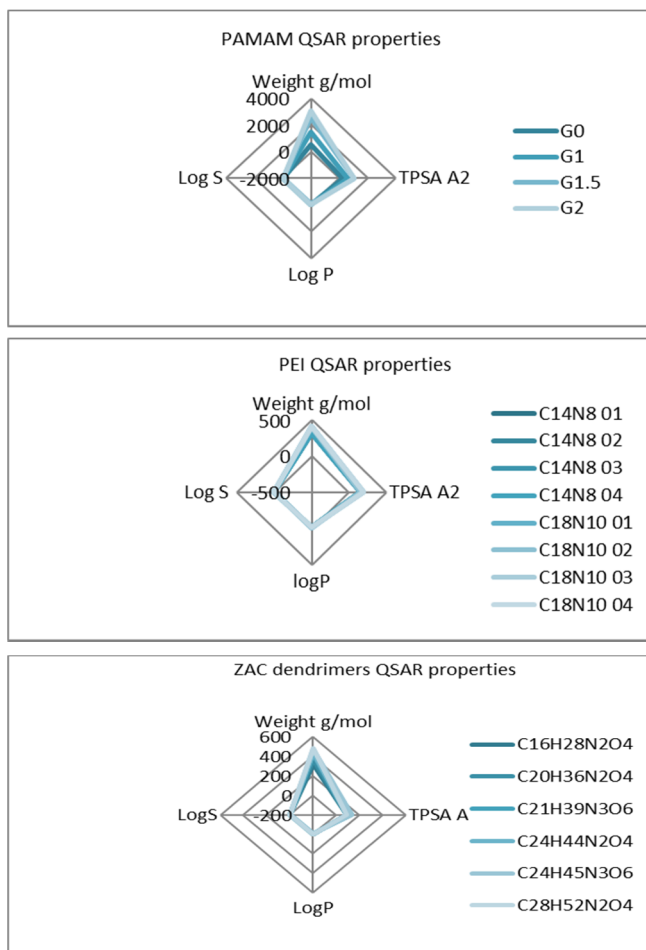 PAMAM QSAR properties
Weight g/mol
4000
2000
0
-2000
Log S
TPSA A2
Log P
G0
G1
G1.5
G2
PEI QSAR properties
Weight g/mol
500
0
-500
Log S
TPSA A2
logP
C14N8 01
C14N8 02
C14N8 03
C14N8 04
C18N10 01
C18N10 02
C18N10 03
C18N10 04
ZAC dendrimers QSAR properties
Weight g/mol
600
400
200
0
-200
LogS
TPSA A
LogP
C16H28N2O4
C20H36N2O4
C21H39N3O6
C24H44N2O4
C24H45N3O6
C28H52N2O4